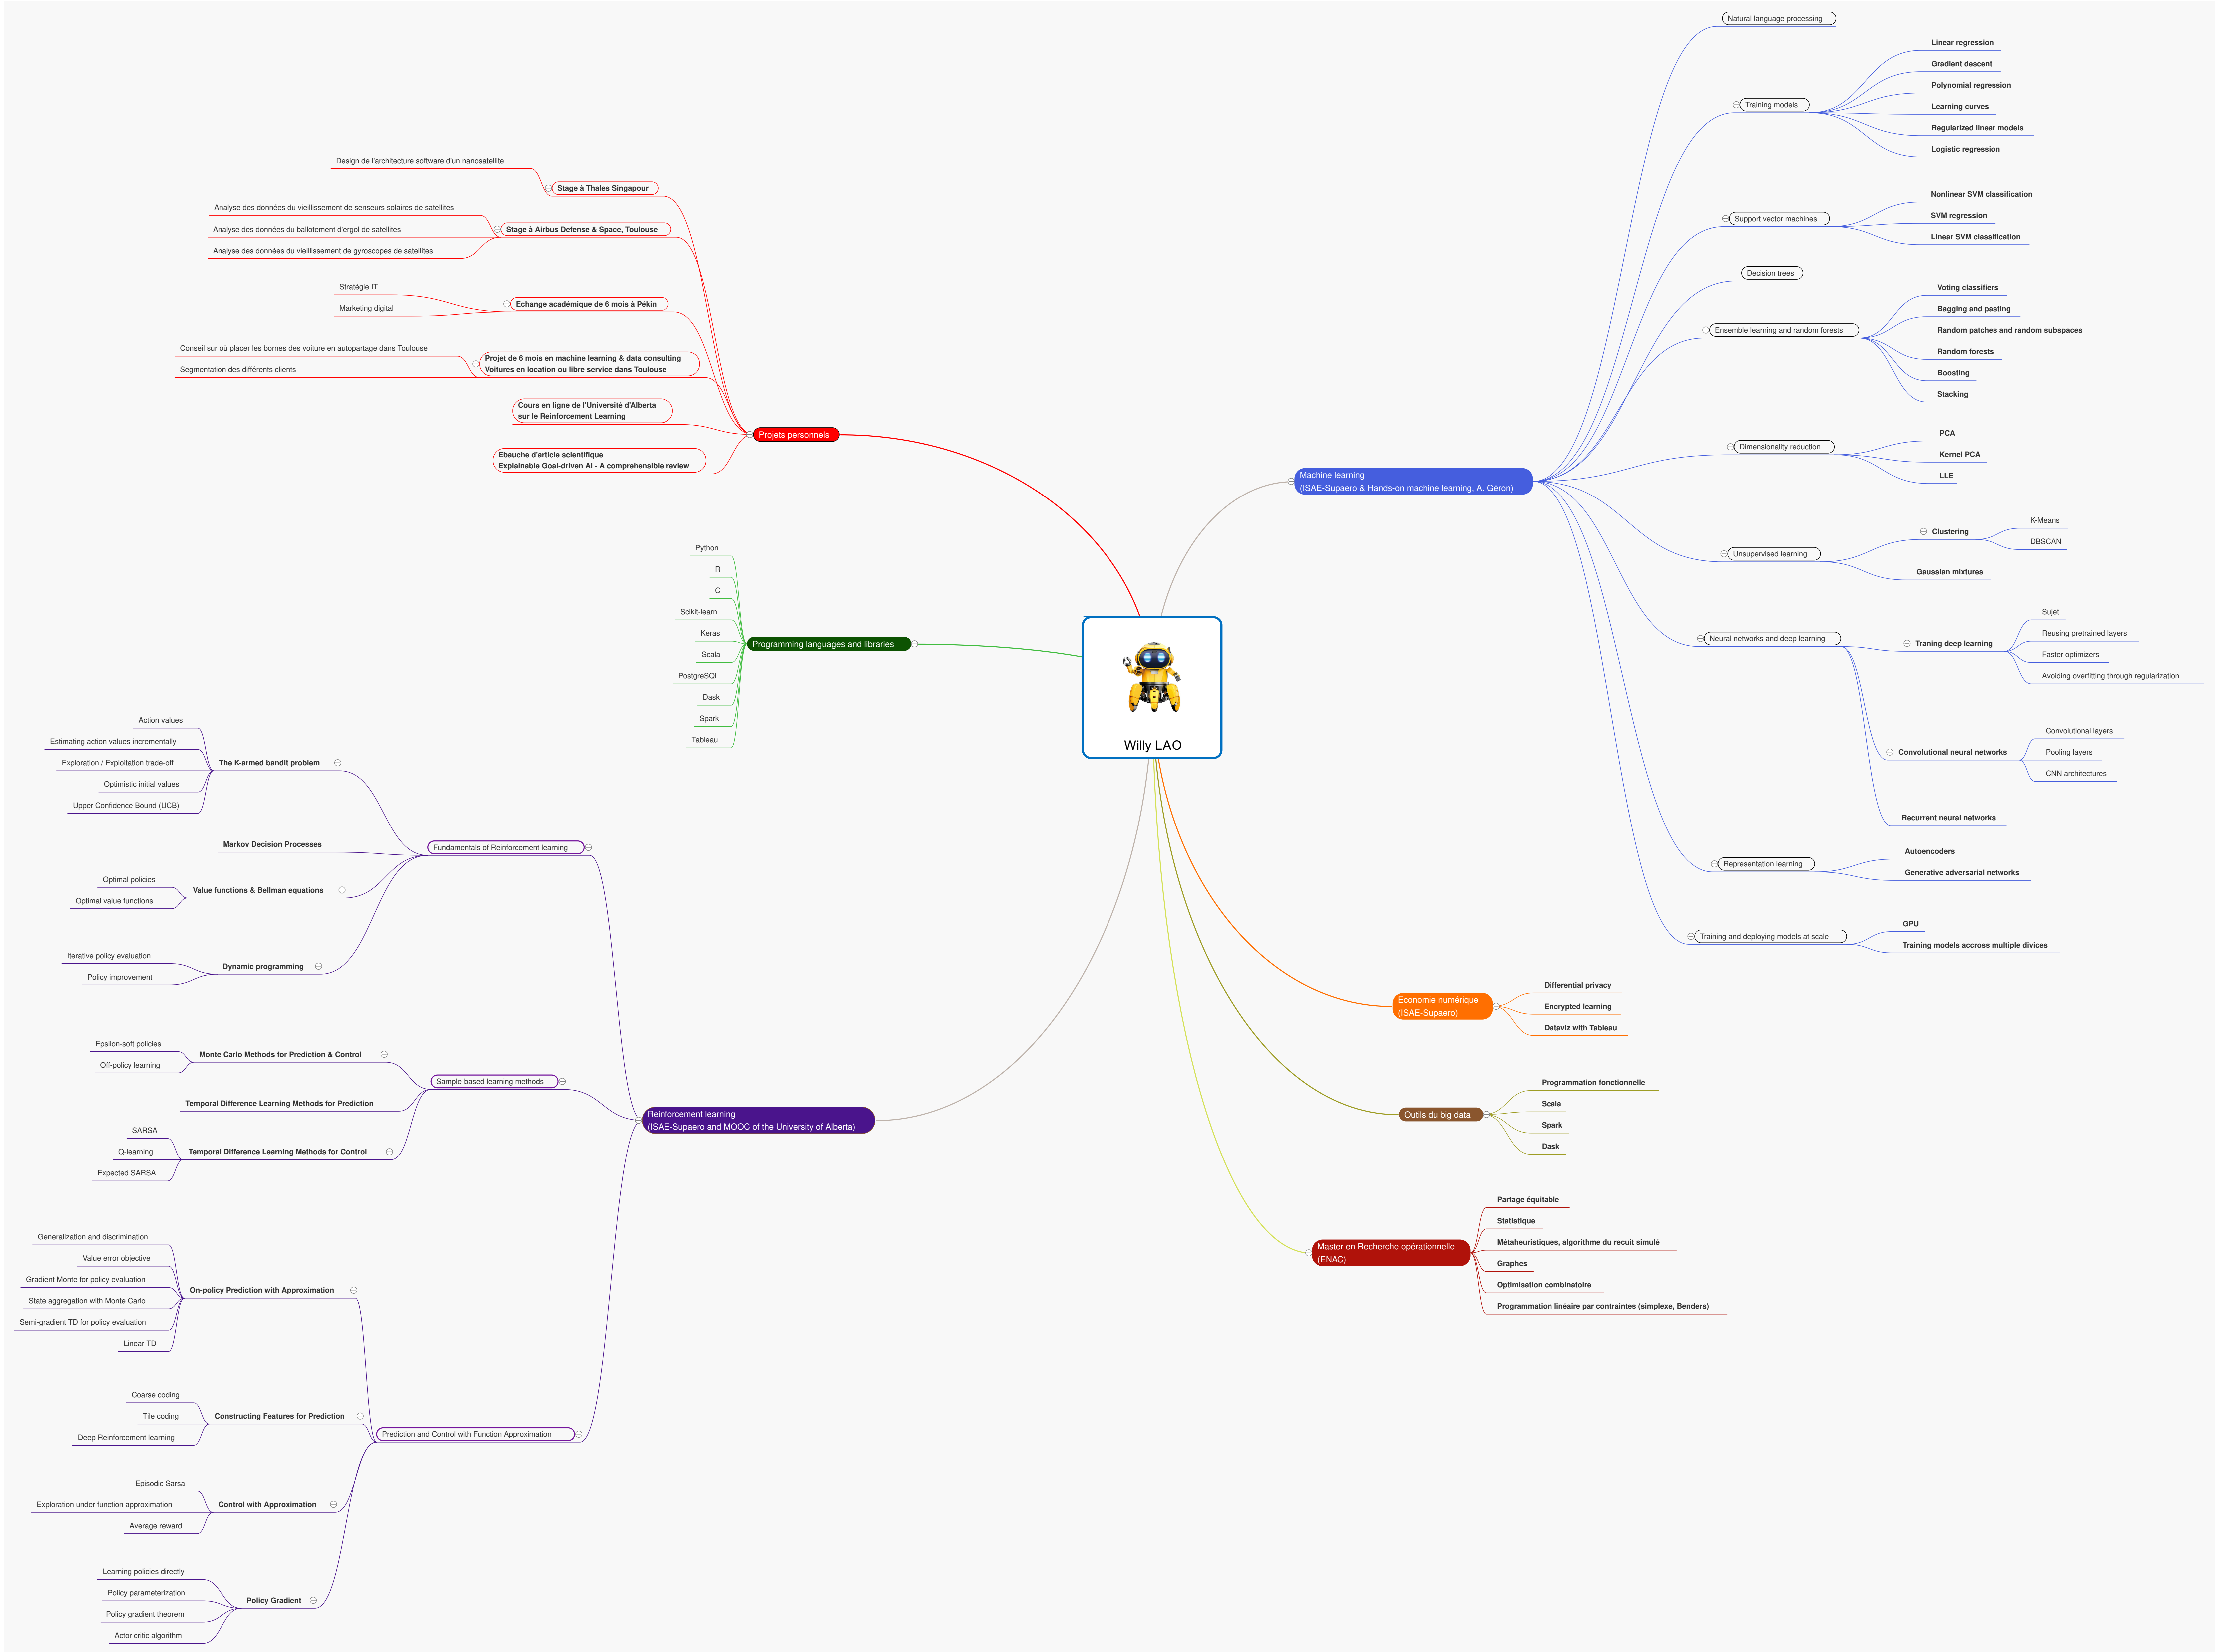 Willy LAO
Projets personnels
Stage à Thales Singapour
Design de l'architecture software d'un nanosatellite
Stage à Airbus Defense & Space, Toulouse
Analyse des données du vieillissement de senseurs solaires de satellites
Analyse des données du ballotement d'ergol de satellites
Analyse des données du vieillissement de gyroscopes de satellites
Echange académique de 6 mois à Pékin
Stratégie IT
Marketing digital
Projet de 6 mois en machine learning & data consulting
Voitures en location ou libre service dans Toulouse
Conseil sur où placer les bornes des voiture en autopartage dans Toulouse
Segmentation des différents clients
Cours en ligne de l'Université d'Alberta
sur le Reinforcement Learning
Ebauche d'article scientifique
Explainable Goal-driven AI - A comprehensible review
Programming languages and libraries
Python
R
C
Scikit-learn
Keras
Scala
PostgreSQL
Dask
Spark
Tableau
Reinforcement learning
(ISAE-Supaero and MOOC of the University of Alberta)
Fundamentals of Reinforcement learning
The K-armed bandit problem
Action values
Estimating action values incrementally
Exploration / Exploitation trade-off
Optimistic initial values
Upper-Confidence Bound (UCB)
Markov Decision Processes
Value functions & Bellman equations
Optimal policies
Optimal value functions
Dynamic programming
Iterative policy evaluation
Policy improvement
Sample-based learning methods
Monte Carlo Methods for Prediction & Control
Epsilon-soft policies
Off-policy learning
Temporal Difference Learning Methods for Prediction
Temporal Difference Learning Methods for Control
SARSA
Q-learning
Expected SARSA
Prediction and Control with Function Approximation
On-policy Prediction with Approximation
Generalization and discrimination
Value error objective
Gradient Monte for policy evaluation
State aggregation with Monte Carlo
Semi-gradient TD for policy evaluation
Linear TD
Constructing Features for Prediction
Coarse coding
Tile coding
Deep Reinforcement learning
Control with Approximation
Episodic Sarsa
Exploration under function approximation
Average reward
Policy Gradient
Learning policies directly
Policy parameterization
Policy gradient theorem
Actor-critic algorithm
Machine learning
(ISAE-Supaero & Hands-on machine learning, A. Géron)
Natural language processing
Training models
Linear regression
Gradient descent
Polynomial regression
Learning curves
Regularized linear models
Logistic regression
Support vector machines
Nonlinear SVM classification
SVM regression
Linear SVM classification
Decision trees
Ensemble learning and random forests
Voting classifiers
Bagging and pasting
Random patches and random subspaces
Random forests
Boosting
Stacking
Dimensionality reduction
PCA
Kernel PCA
LLE
Unsupervised learning
Clustering
K-Means
DBSCAN
Gaussian mixtures
Neural networks and deep learning
Traning deep learning
Sujet
Reusing pretrained layers
Faster optimizers
Avoiding overfitting through regularization
Convolutional neural networks
Convolutional layers
Pooling layers
CNN architectures
Recurrent neural networks
Representation learning
Autoencoders
Generative adversarial networks
Training and deploying models at scale
GPU
Training models accross multiple divices
Economie numérique
(ISAE-Supaero)
Differential privacy
Encrypted learning
Dataviz with Tableau
Outils du big data
Programmation fonctionnelle
Scala
Spark
Dask
Master en Recherche opérationnelle
(ENAC)
Partage équitable
Statistique
Métaheuristiques, algorithme du recuit simulé
Graphes
Optimisation combinatoire
Programmation linéaire par contraintes (simplexe, Benders)